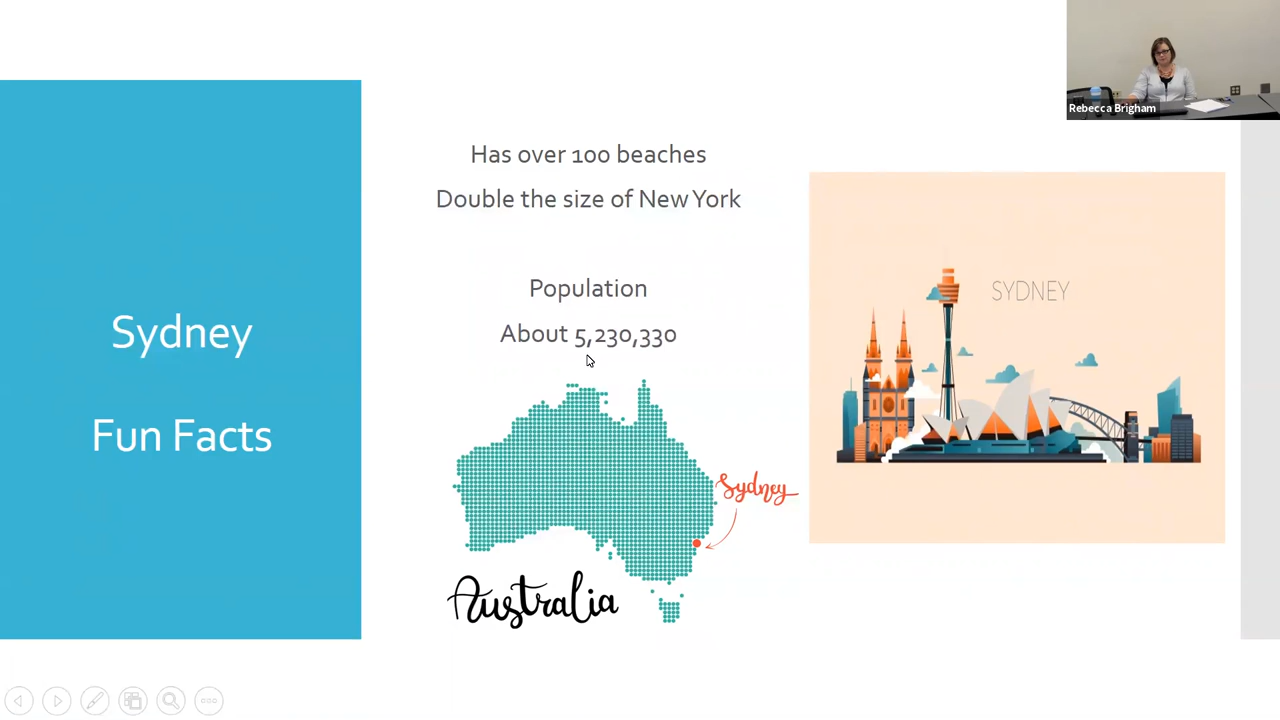 Rebecca Brigham
Has over 100 beaches
Double the size of New York
Population
About 5,230,330
Sydney
Fun Facts
SYDNEY
Sydney
Australia